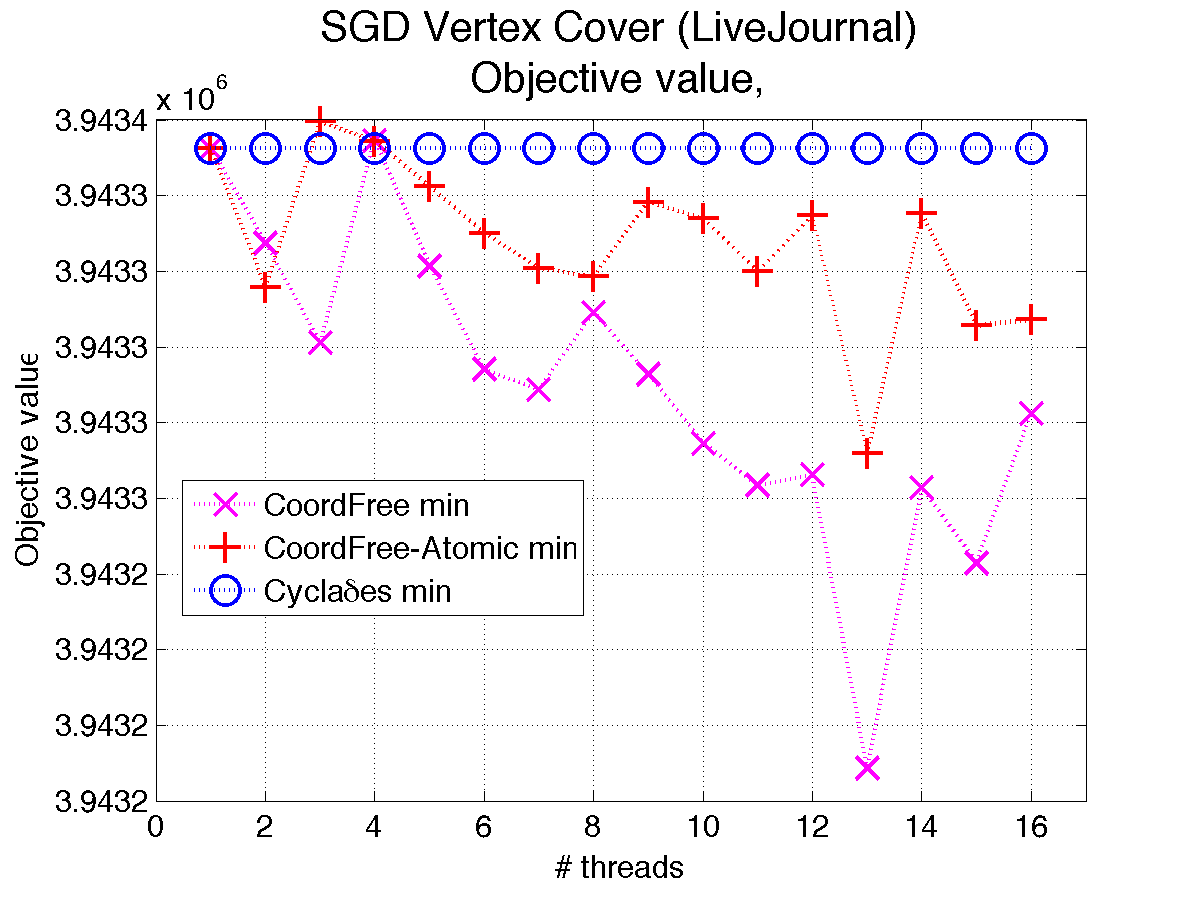 SGD Vertex Cover (LiveJournal)
Objective value,
x 10^6
3.9434
3.9433
3.9433
3.9433
3.9433
3.9433
3.9432
3.9432
3.9432
3.9432
Objective value
CoordFree min
CoordFree-Atomic min
Cyclaδes min
0 2 4 6 8 10 12 14 16
# threads